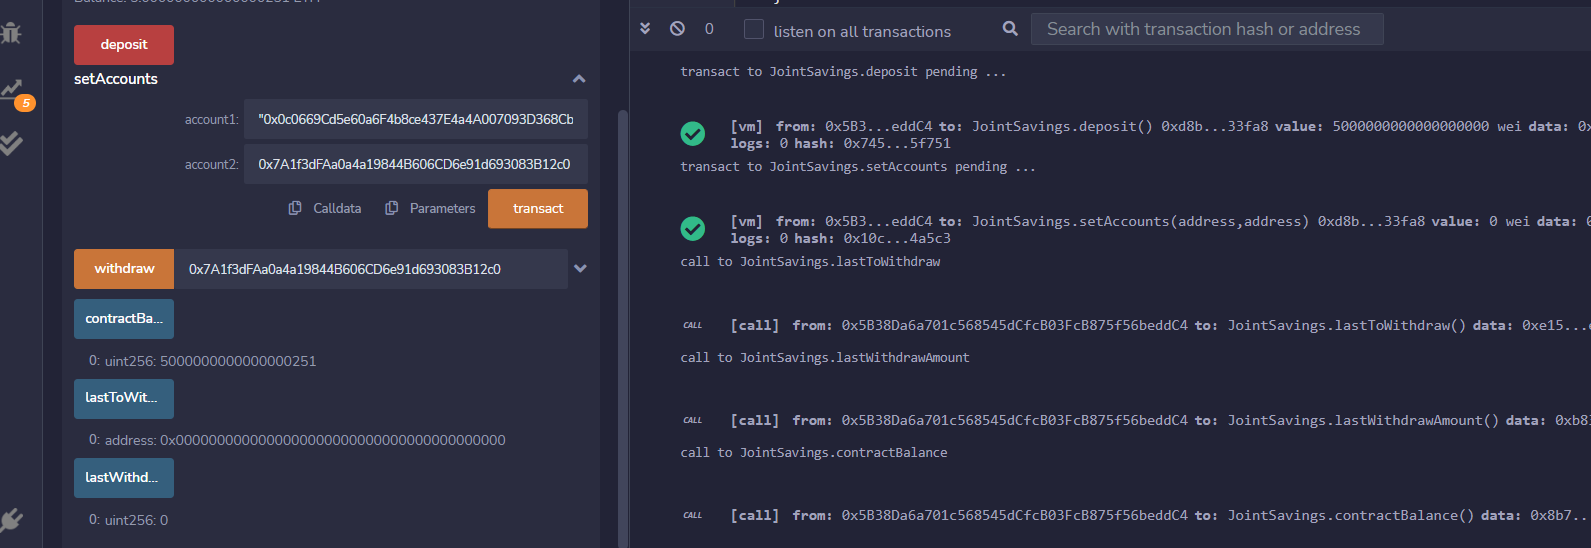 deposit
setAccounts
account1: "0x0c0669Cd5e60a6F4b8ce437E4a4A007093D368Cb
account2: 0x7A1f3dFAa0a4a19844B606CD6e91d693083B12c0
Calldata Parameters transact
withdraw 0x7A1f3dFAa0a4a19844B606CD6e91d693083B12c0
contractBa...
0: uint256: 5000000000000000251
lastToWit...
0: address: 0x0000000000000000000000000000000000000000
lastWithd...
0: uint256: 0
5
0 listen on all transactions Search with transaction hash or address
transact to JointSavings.deposit pending ...
[vm] from: 0x5B3...eddC4 to: JointSavings.deposit() 0xd8b...33fa8 value: 5000000000000000000 wei data: 0x
logs: 0 hash: 0x745...5f751
transact to JointSavings.setAccounts pending ...
[vm] from: 0x5B3...eddC4 to: JointSavings.setAccounts(address,address) 0xd8b...33fa8 value: 0 wei data: 0
logs: 0 hash: 0x10c...4a5c3
call to JointSavings.lastToWithdraw
CALL [call] from: 0x5B38Da6a701c568545dCfcB03FcB875f56beddC4 to: JointSavings.lastToWithdraw() data: 0xe15...
call to JointSavings.lastWithdrawAmount
CALL [call] from: 0x5B38Da6a701c568545dCfcB03FcB875f56beddC4 to: JointSavings.lastWithdrawAmount() data: 0xb83
call to JointSavings.contractBalance
CALL [call] from: 0x5B38Da6a701c568545dCfcB03FcB875f56beddC4 to: JointSavings.contractBalance() data: 0x8b7..